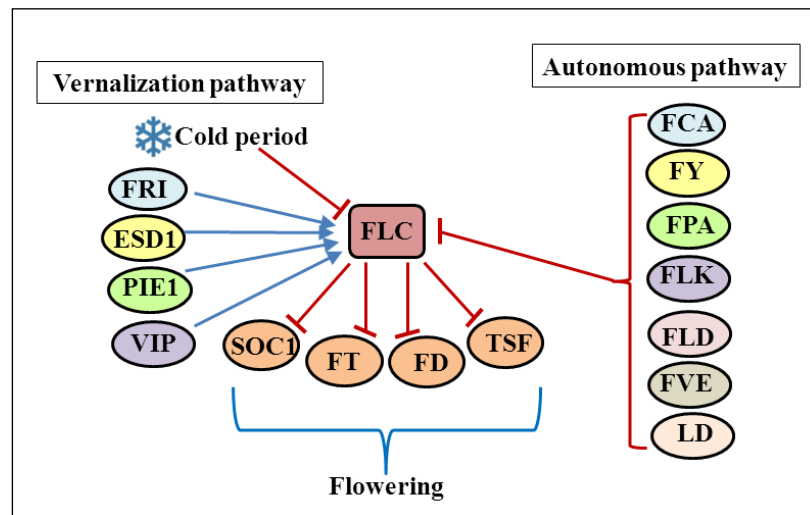 Vernalization pathway
Cold period
FRI
ESD1
PIE1
VIP
FLC
SOC1
FT
FD
TSF
Flowering
Autonomous pathway
FCA
FY
FPA
FLK
FLD
FVE
LD